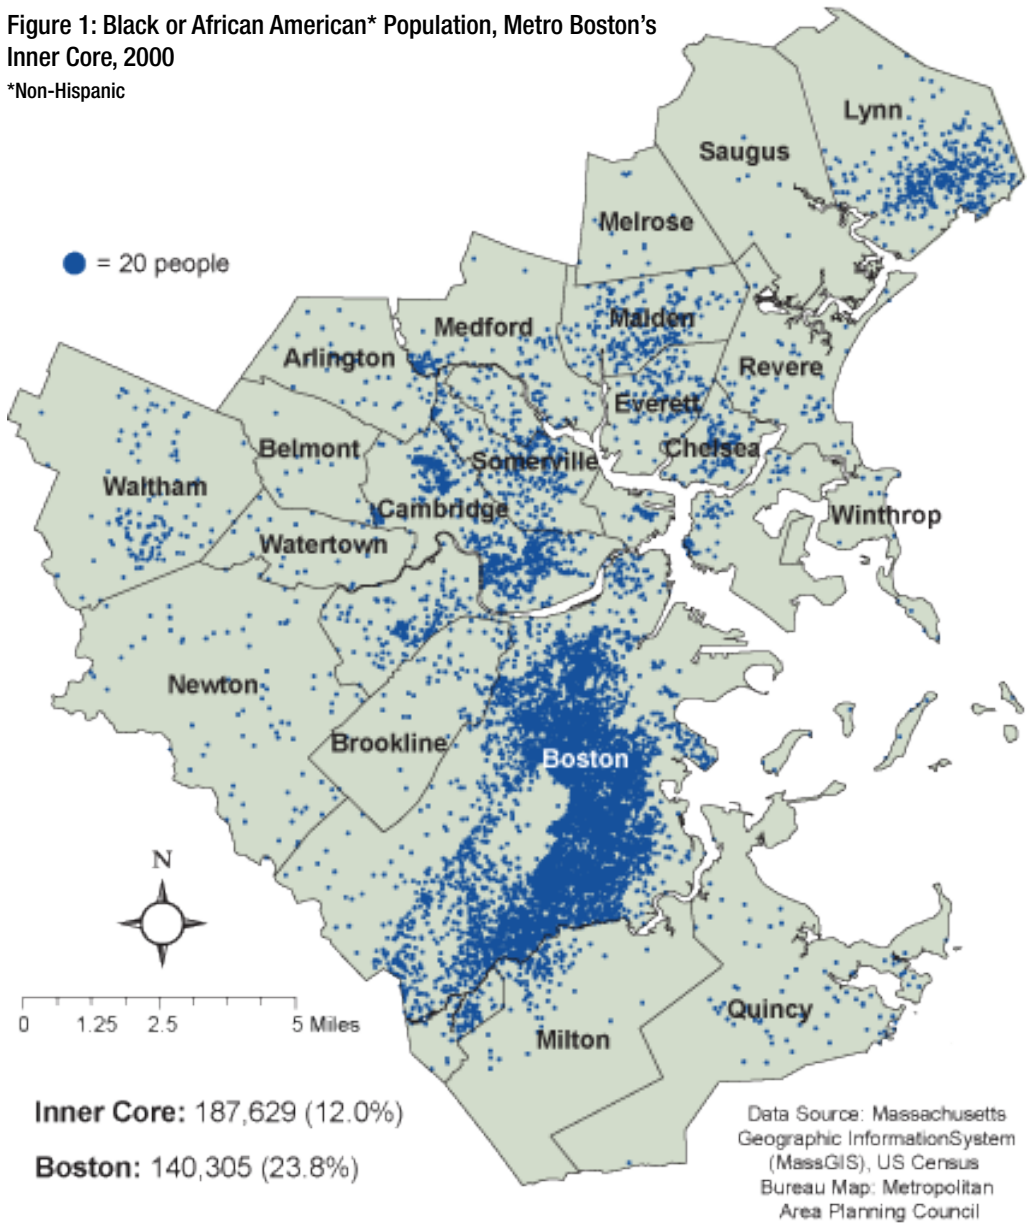 Figure 1: Black or African American* Population, Metro Boston's
Inner Core, 2000
*Non-Hispanic
Lynn
Saugus
Melrose
= 20 people
Malden
Medford
Arlington
Revere
Everett
Belmont
Chelsea
Somerville
Waltham
Cambridge
Winthrop
Watertown
Newton
Brookline
Boston
N
0 1.25 2.5 5 Miles
Quincy
Milton
Inner Core: 187,629 (12.0%)
Boston: 140,305 (23.8%)
Data Source: Massachusetts
Geographic InformationSystem
(MassGIS), US Census
Bureau Map: Metropolitan
Area Planning Council